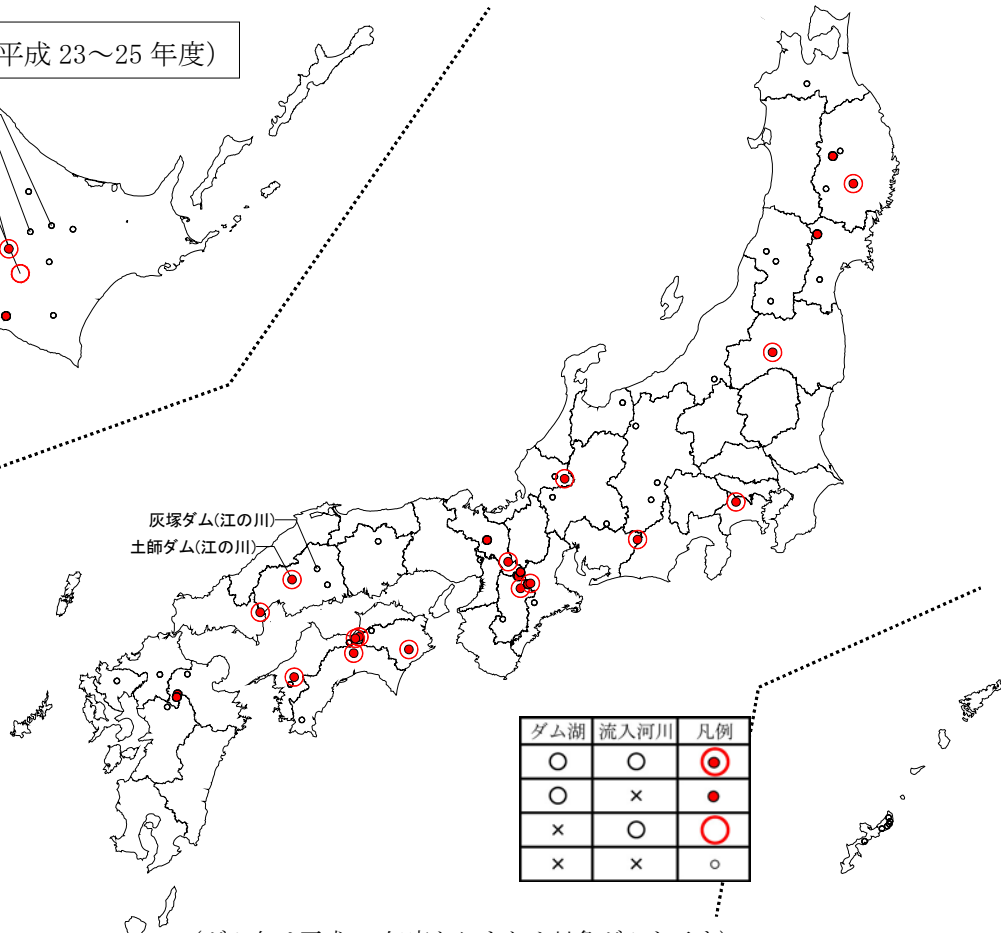 平成 23～25 年度）
灰塚ダム(江の川)
土師ダム(江の川)
ダム湖 流入河川 凡例
○ ○
○ ×
× ○
× ×